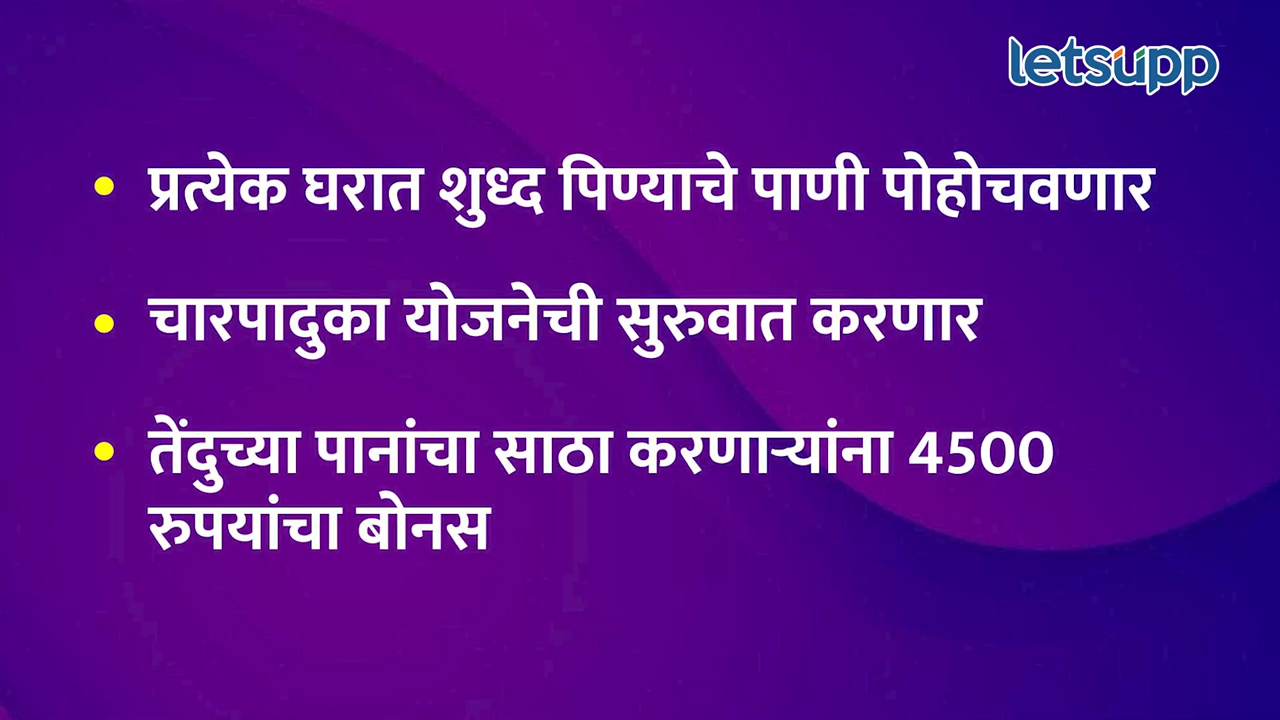 letsupp
प्रत्येक घरात शुध्द पिण्याचे पाणी पोहोचवणार
चारपादुका योजनेची सुरुवात करणार
तेंदुच्या पानांचा साठा करणाऱ्यांना 4500
रुपयांचा बोनस